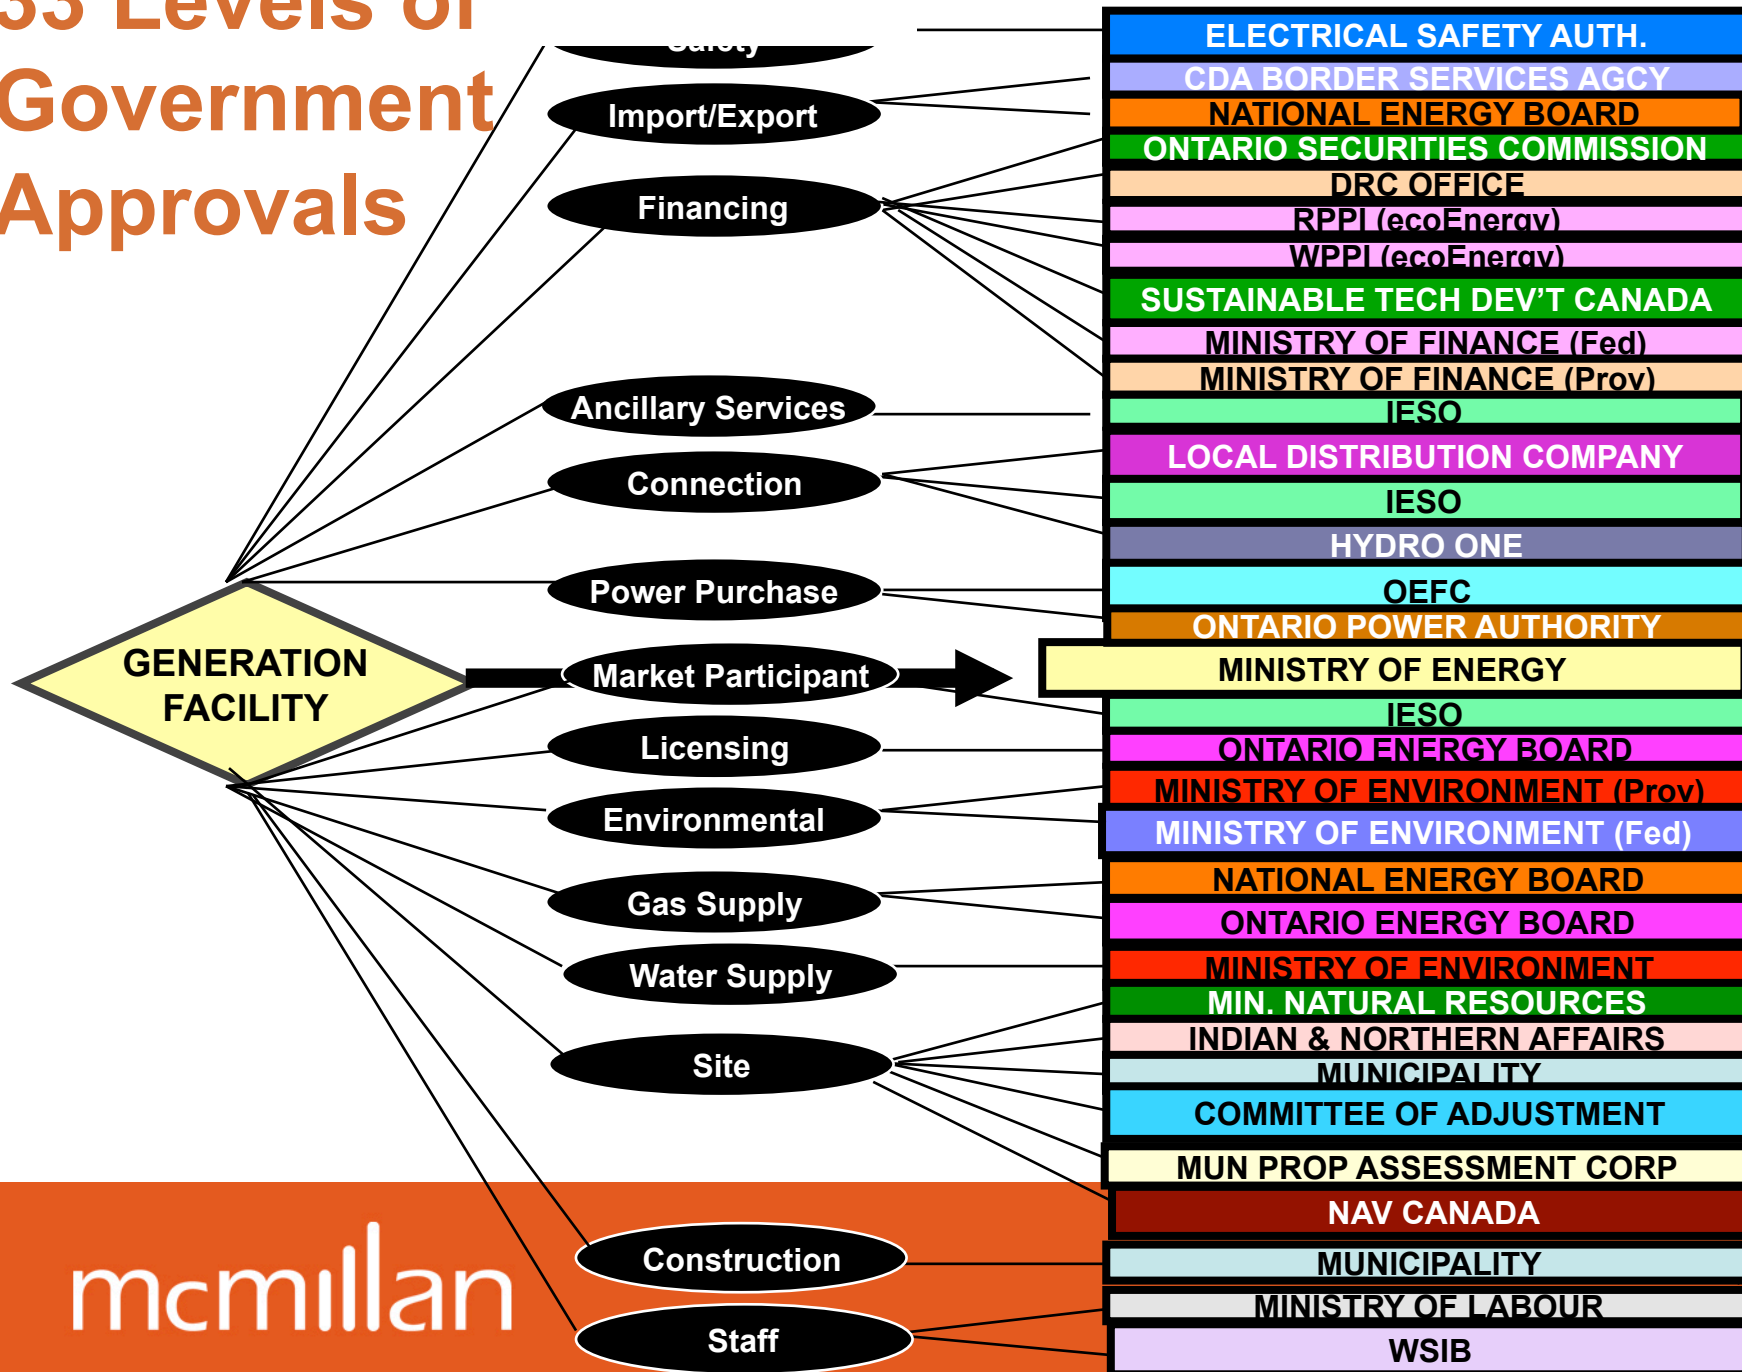 33 Levels of
Government
Approvals
Safety
Import/Export
Financing
Ancillary Services
Connection
Power Purchase
Market Participant
Licensing
Environmental
Gas Supply
Water Supply
Site
Construction
Staff
GENERATION
FACILITY
ELECTRICAL SAFETY AUTH.
CDA BORDER SERVICES AGCY
NATIONAL ENERGY BOARD
ONTARIO SECURITIES COMMISSION
DRC OFFICE
RPPI (ecoEnergy)
WPPI (ecoEnergy)
SUSTAINABLE TECH DEV’T CANADA
MINISTRY OF FINANCE (Fed)
MINISTRY OF FINANCE (Prov)
IESO
LOCAL DISTRIBUTION COMPANY
IESO
HYDRO ONE
OEFC
ONTARIO POWER AUTHORITY
MINISTRY OF ENERGY
IESO
ONTARIO ENERGY BOARD
MINISTRY OF ENVIRONMENT (Prov)
MINISTRY OF ENVIRONMENT (Fed)
NATIONAL ENERGY BOARD
ONTARIO ENERGY BOARD
MINISTRY OF ENVIRONMENT
MIN. NATURAL RESOURCES
INDIAN & NORTHERN AFFAIRS
MUNICIPALITY
COMMITTEE OF ADJUSTMENT
MUN PROP ASSESSMENT CORP
NAV CANADA
MUNICIPALITY
MINISTRY OF LABOUR
WSIB
mcmillan